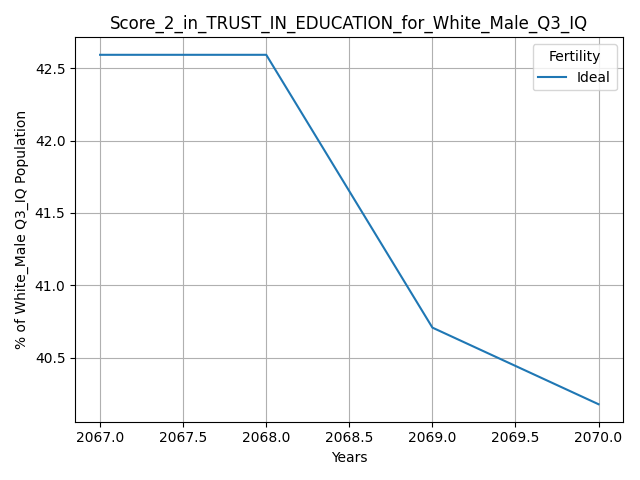 Score_2_in_TRUST_IN_EDUCATION_for_White_Male_Q3_IQ
Fertility
Ideal
% of White_Male Q3_IQ Population
42.5
42.0
41.5
41.0
40.5
2067.0 2067.5 2068.0 2068.5 2069.0 2069.5 2070.0
Years